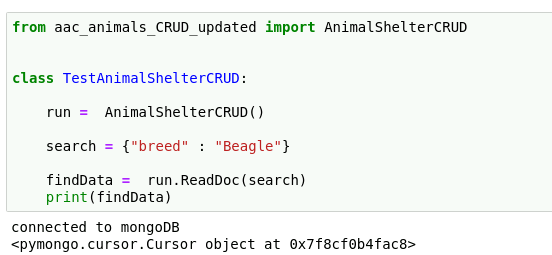 from aac_animals_CRUD_updated import AnimalShelterCRUD
class TestAnimalShelterCRUD:
run =  AnimalShelterCRUD()
search = {"breed" : "Beagle"}
findData =  run.ReadDoc(search)
print(findData)
connected to mongoDB
<pymongo.cursor.Cursor object at 0x7f8cf0b4fac8>